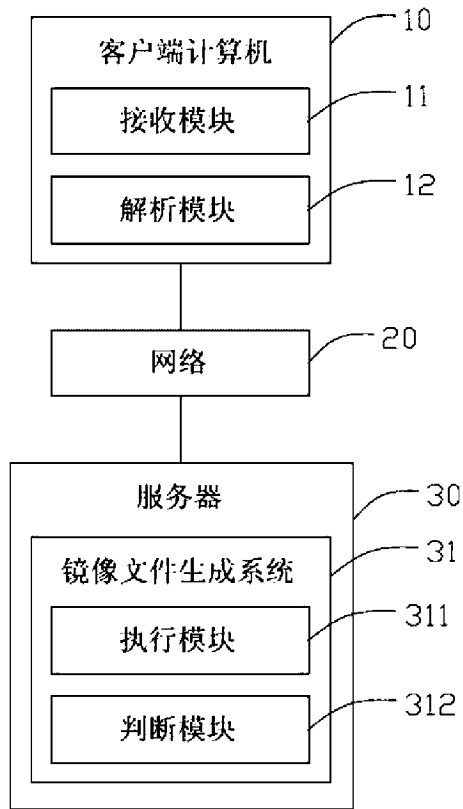 客户端计算机
10
接收模块
11
解析模块
12
网络
20
服务器
30
镜像文件生成系统
31
执行模块
311
判断模块
312